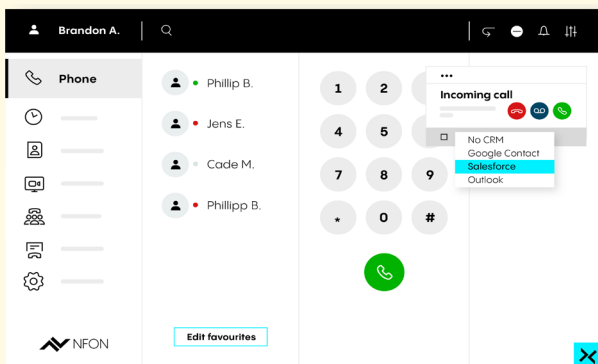 Brandon A.
Phone
Phillip B.
Jens E.
Cade M.
Phillipp B.
Edit favourites
1 2
4 5
7 8 9
* 0 #
Incoming call
No CRM
Google Contact
Salesforce
Outlook
NFON